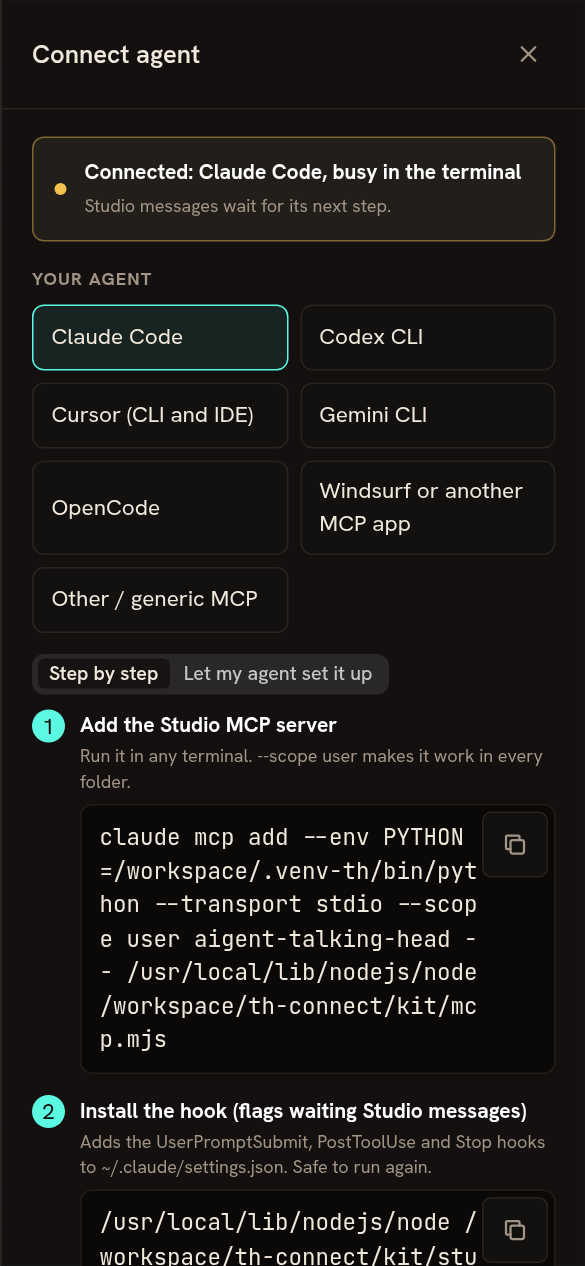 Connect agent
Connected: Claude Code, busy in the terminal
Studio messages wait for its next step.
YOUR AGENT
Claude Code
Codex CLI
Cursor (CLI and IDE)
Gemini CLI
OpenCode
Windsurf or another
MCP app
Other / generic MCP
Step by step
Let my agent set it up
1
Add the Studio MCP server
Run it in any terminal. --scope user makes it work in every
folder.
claude mcp add --env PYTHON
=/workspace/.venv-th/bin/pyt
hon --transport stdio --scop
e user aigent-talking-head -
- /usr/local/lib/nodejs/node
/workspace/th-connect/kit/mc
p.mjs
2
Install the hook (flags waiting Studio messages)
Adds the UserPromptSubmit, PostToolUse and Stop hooks
to ~/.claude/settings.json. Safe to run again.
/usr/local/lib/nodejs/node /
workspace/th-connect/kit/stu